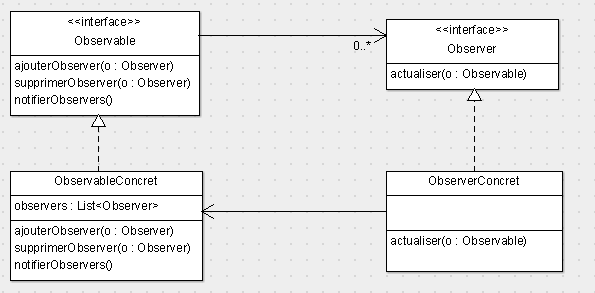 <<interface>>
Observable
ajouterObserver(o : Observer)
supprimerObserver(o : Observer)
notifierObservers()
0..*
<<interface>>
Observer
actualiser(o : Observable)
ObservableConcret
observers : List<Observer>
ajouterObserver(o : Observer)
supprimerObserver(o : Observer)
notifierObservers()
ObserverConcret
actualiser(o : Observable)